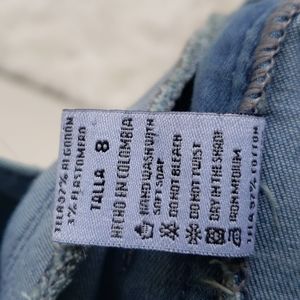 TELA 97% ALGODON
3% ELASTOMERO
TALLA 8
HECHO EN COLOMBIA
HAND WASH WITH
SOFT SOAP
DO NOT BLEACH
DO NOT TWIST
DRY IN THE SHADE
IRON MEDIUM
TELA 97% COTTON